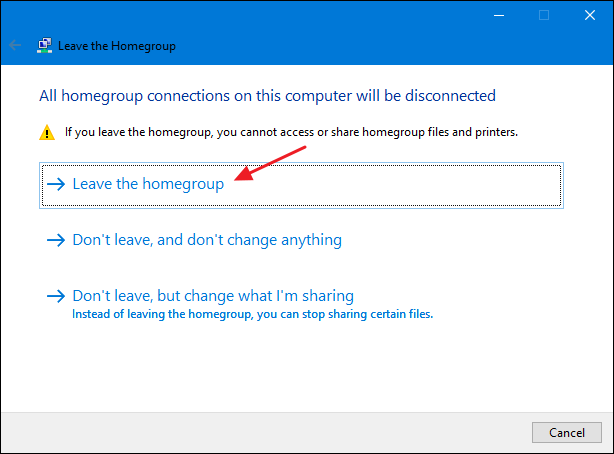 Leave the Homegroup
All homegroup connections on this computer will be disconnected
If you leave the homegroup, you cannot access or share homegroup files and printers.
Leave the homegroup
Don't leave, and don't change anything
Don't leave, but change what I'm sharing
Instead of leaving the homegroup, you can stop sharing certain files.
Cancel